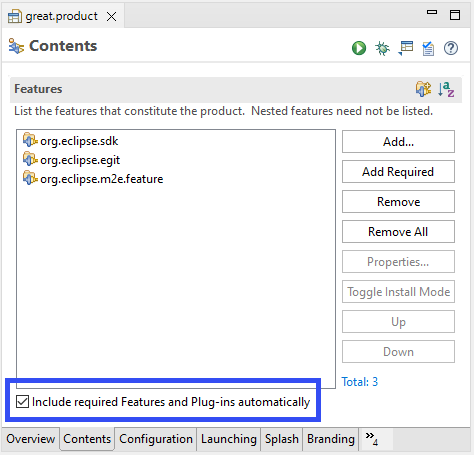 great.product
Contents
Features
List the features that constitute the product.  Nested features need not be listed.
org.eclipse.sdk
org.eclipse.egit
org.eclipse.m2e.feature
Add...
Add Required
Remove
Remove All
Properties...
Toggle Install Mode
Up
Down
Total: 3
Include required Features and Plug-ins automatically
Overview Contents Configuration Launching Splash Branding »4